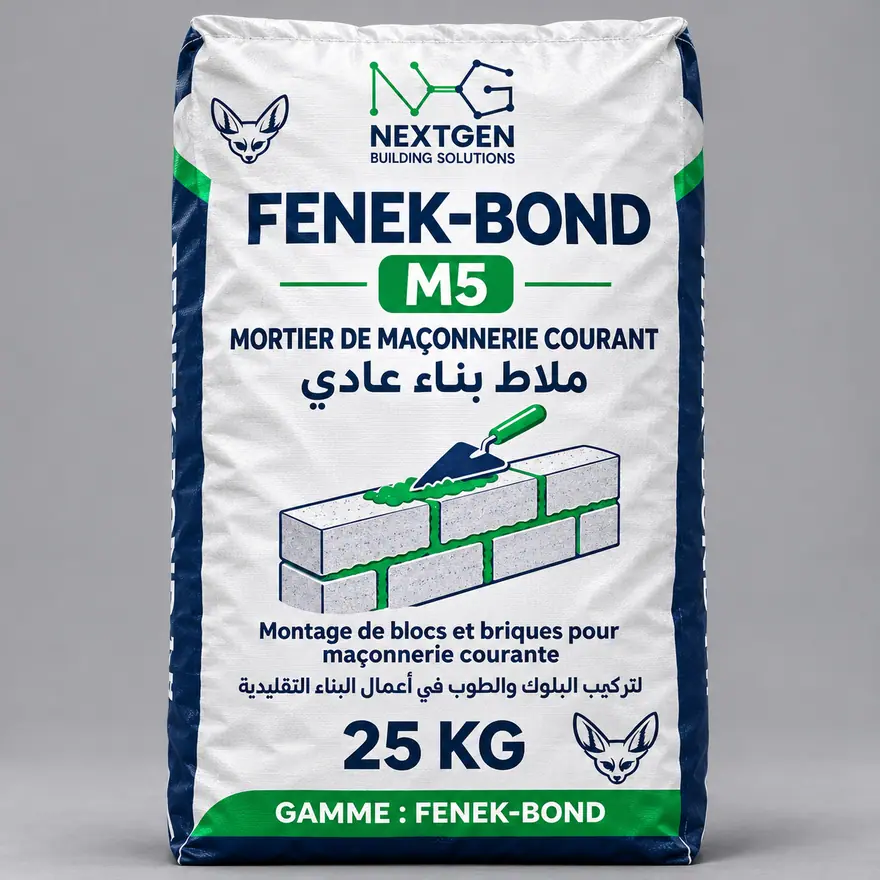 NG
NEXTGEN
BUILDING SOLUTIONS
FENEK-BOND
M5
MORTIER DE MAÇONNERIE COURANT
ملاط بناء عادي
Montage de blocs et briques pour
maçonnerie courante
لتركيب البلوك والطوب في أعمال البناء التقليدية
25 KG
GAMME : FENEK-BOND